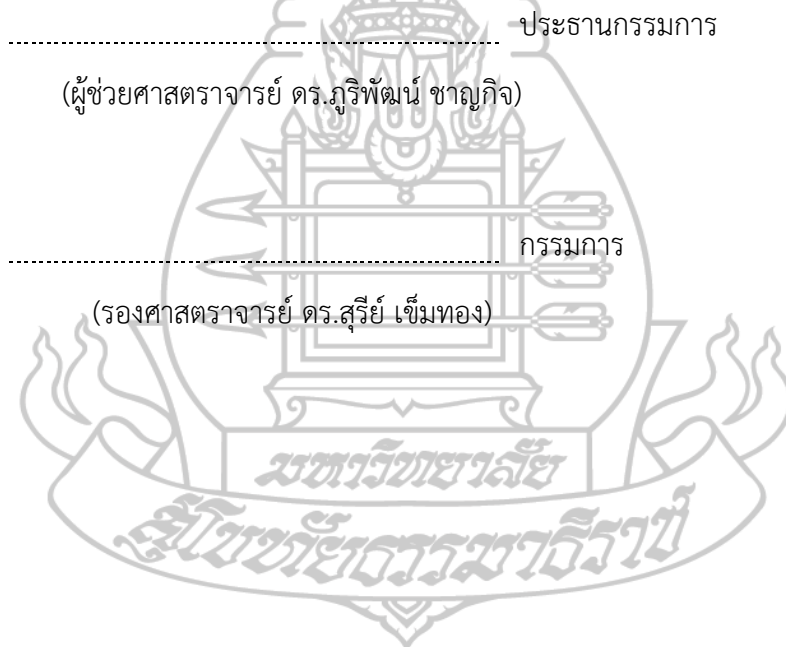 ประธานกรรมการ
(ผู้ช่วยศาสตราจารย์ ดร.ภูริพัฒน์ ชาญกิจ)
กรรมการ
(รองศาสตราจารย์ ดร.สุรีย์ เข็มทอง)
มหาวิทยาลัย
สุโขทัยธรรมาธิราช